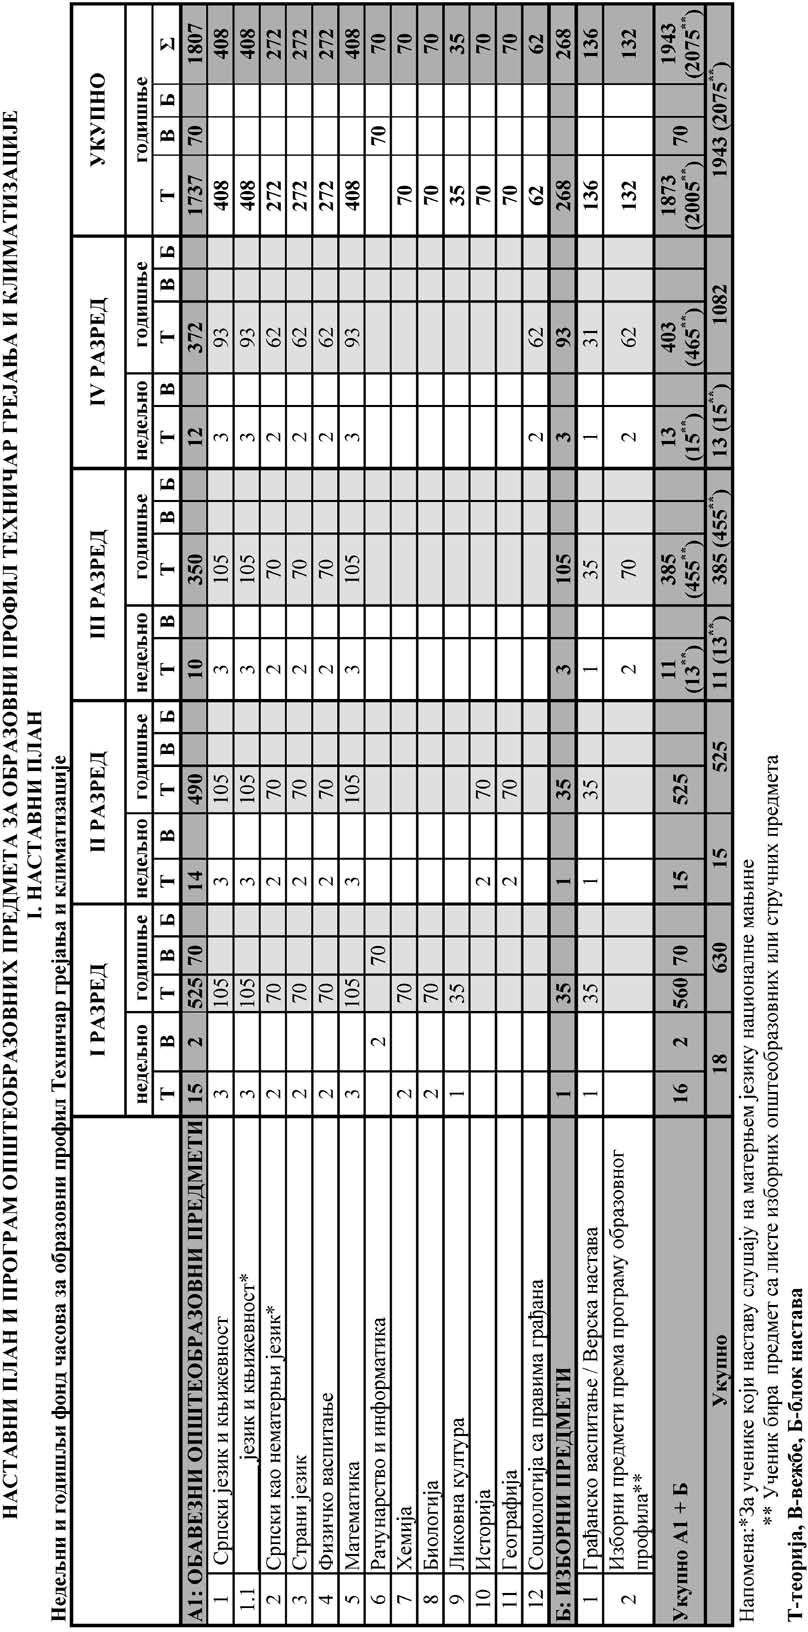 НАСТАВНИ ПЛАН И ПРОГРАМ ОПШТЕОБРАЗОВНИХ ПРЕДМЕТА ЗА ОБРАЗОВНИ ПРОФИЛ ТЕХНИЧАР ГРЕЈАЊА И КЛИМАТИЗАЦИЈЕ
I. НАСТАВНИ ПЛАН
Недељни и годишљи фонд часова за образовни профил Техничар грејања и климатизације
I РАЗРЕД II РАЗРЕД III РАЗРЕД IV РАЗРЕД УКУПНО
недељно годишње недељно годишње недељно годишње недељно годишње годишње
Т В Т В Б Т В Т В Б Т В Т В Б Т В Т В Б Т В Б Σ
А1: ОБАВЕЗНИ ОПШТЕОБРАЗОВНИ ПРЕДМЕТИ 15 2 525 70 14 490 10 350 12 372 1737 70 1807
1 Српски језик и књижевност 3 105 3 105 3 105 3 93 408 408
1.1 језик и књижевност* 3 105 3 105 3 105 3 93 408 408
2 Српски као нематерњи језик* 2 70 2 70 2 70 2 62 272 272
3 Страни језик 2 70 2 70 2 70 2 62 272 272
4 Физичко васпитање 2 70 2 70 2 70 2 62 272 272
5 Математика 3 105 3 105 3 105 3 93 408 408
6 Рачунарство и информатика 2 70 70 70
7 Хемија 2 70 70 70
8 Биологија 2 70 70 70
9 Ликовна култура 1 35 35 35
10 Историја 2 70 70 70
11 Географија 2 70 70 70
12 Социологија са правима грађана 2 62 62 62
Б: ИЗБОРНИ ПРЕДМЕТИ 1 35 1 35 3 105 3 93 268 268
1 Грађанско васпитање / Верска настава 1 35 1 35 1 35 1 31 136 136
2 Изборни предмети према програму образовног профила** 2 70 2 62 132 132
Укупно А1 + Б 16 2 560 70 15 525 11 (13**) 385 (455**) 13 (15**) 403 (465**) 1873 (2005**) 70 1943 (2075**)
Укупно 18 630 15 525 11 (13**) 385 (455**) 13 (15**) 1082 1943 (2075**)
Напомена:*За ученике који наставу слушају на матерњем језику националне мањине
** Ученик бира предмет са листе изборних општеобразовних или стручних предмета
Т-теорија, В-вежбе, Б-блок настава